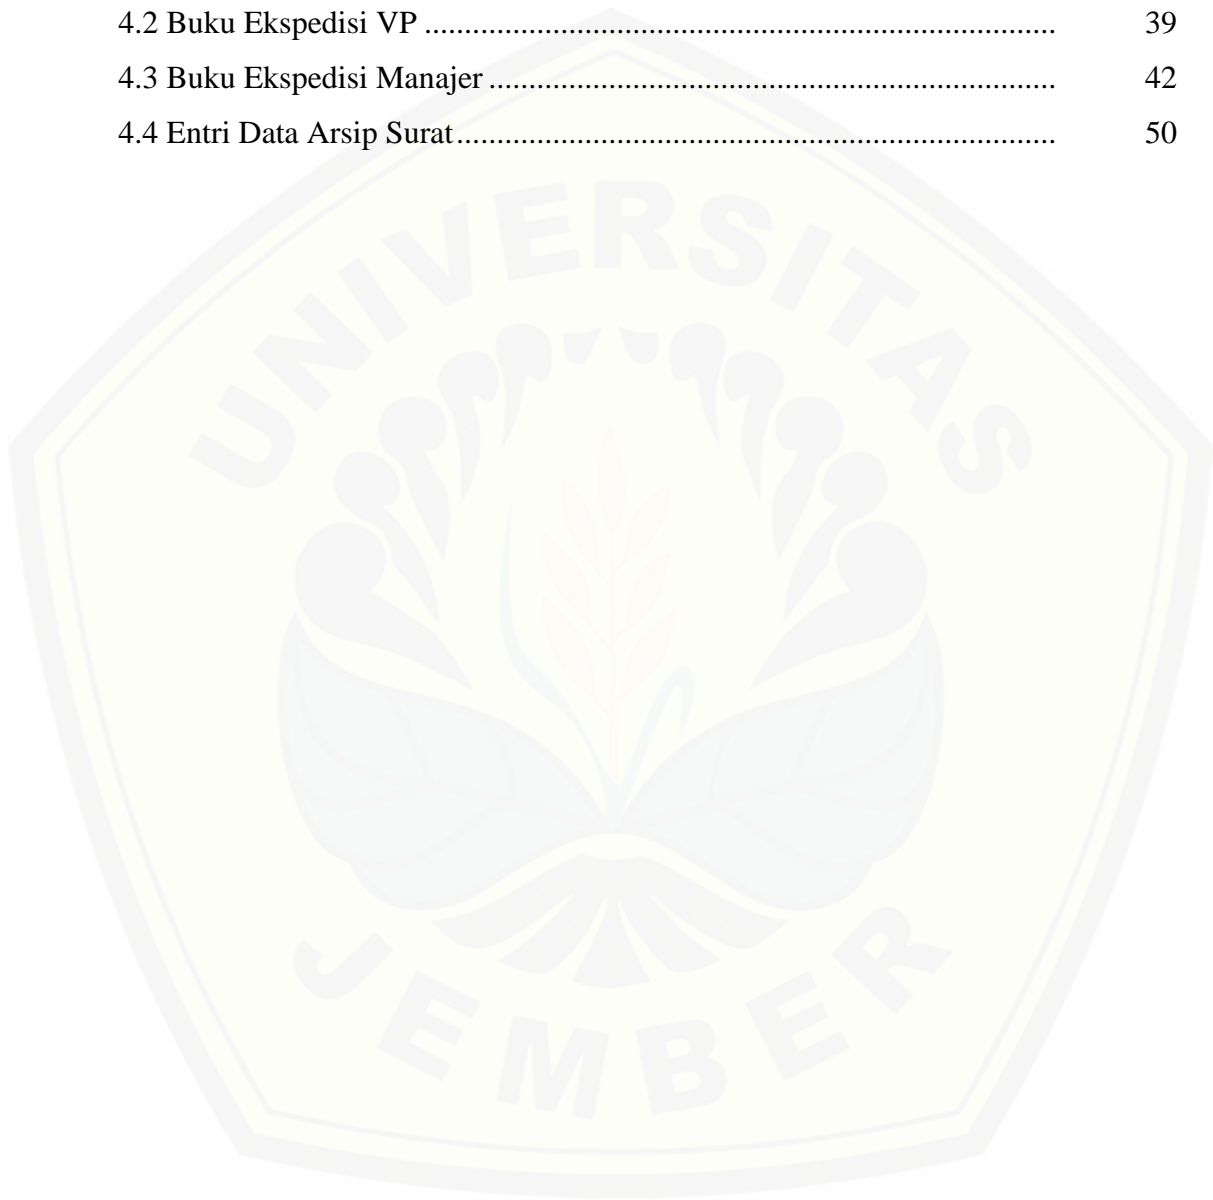 4.2 Buku Ekspedisi VP ................................................................................ 39
4.3 Buku Ekspedisi Manajer ........................................................................ 42
4.4 Entri Data Arsip Surat............................................................................ 50
UNIVERSITAS
JEMBER